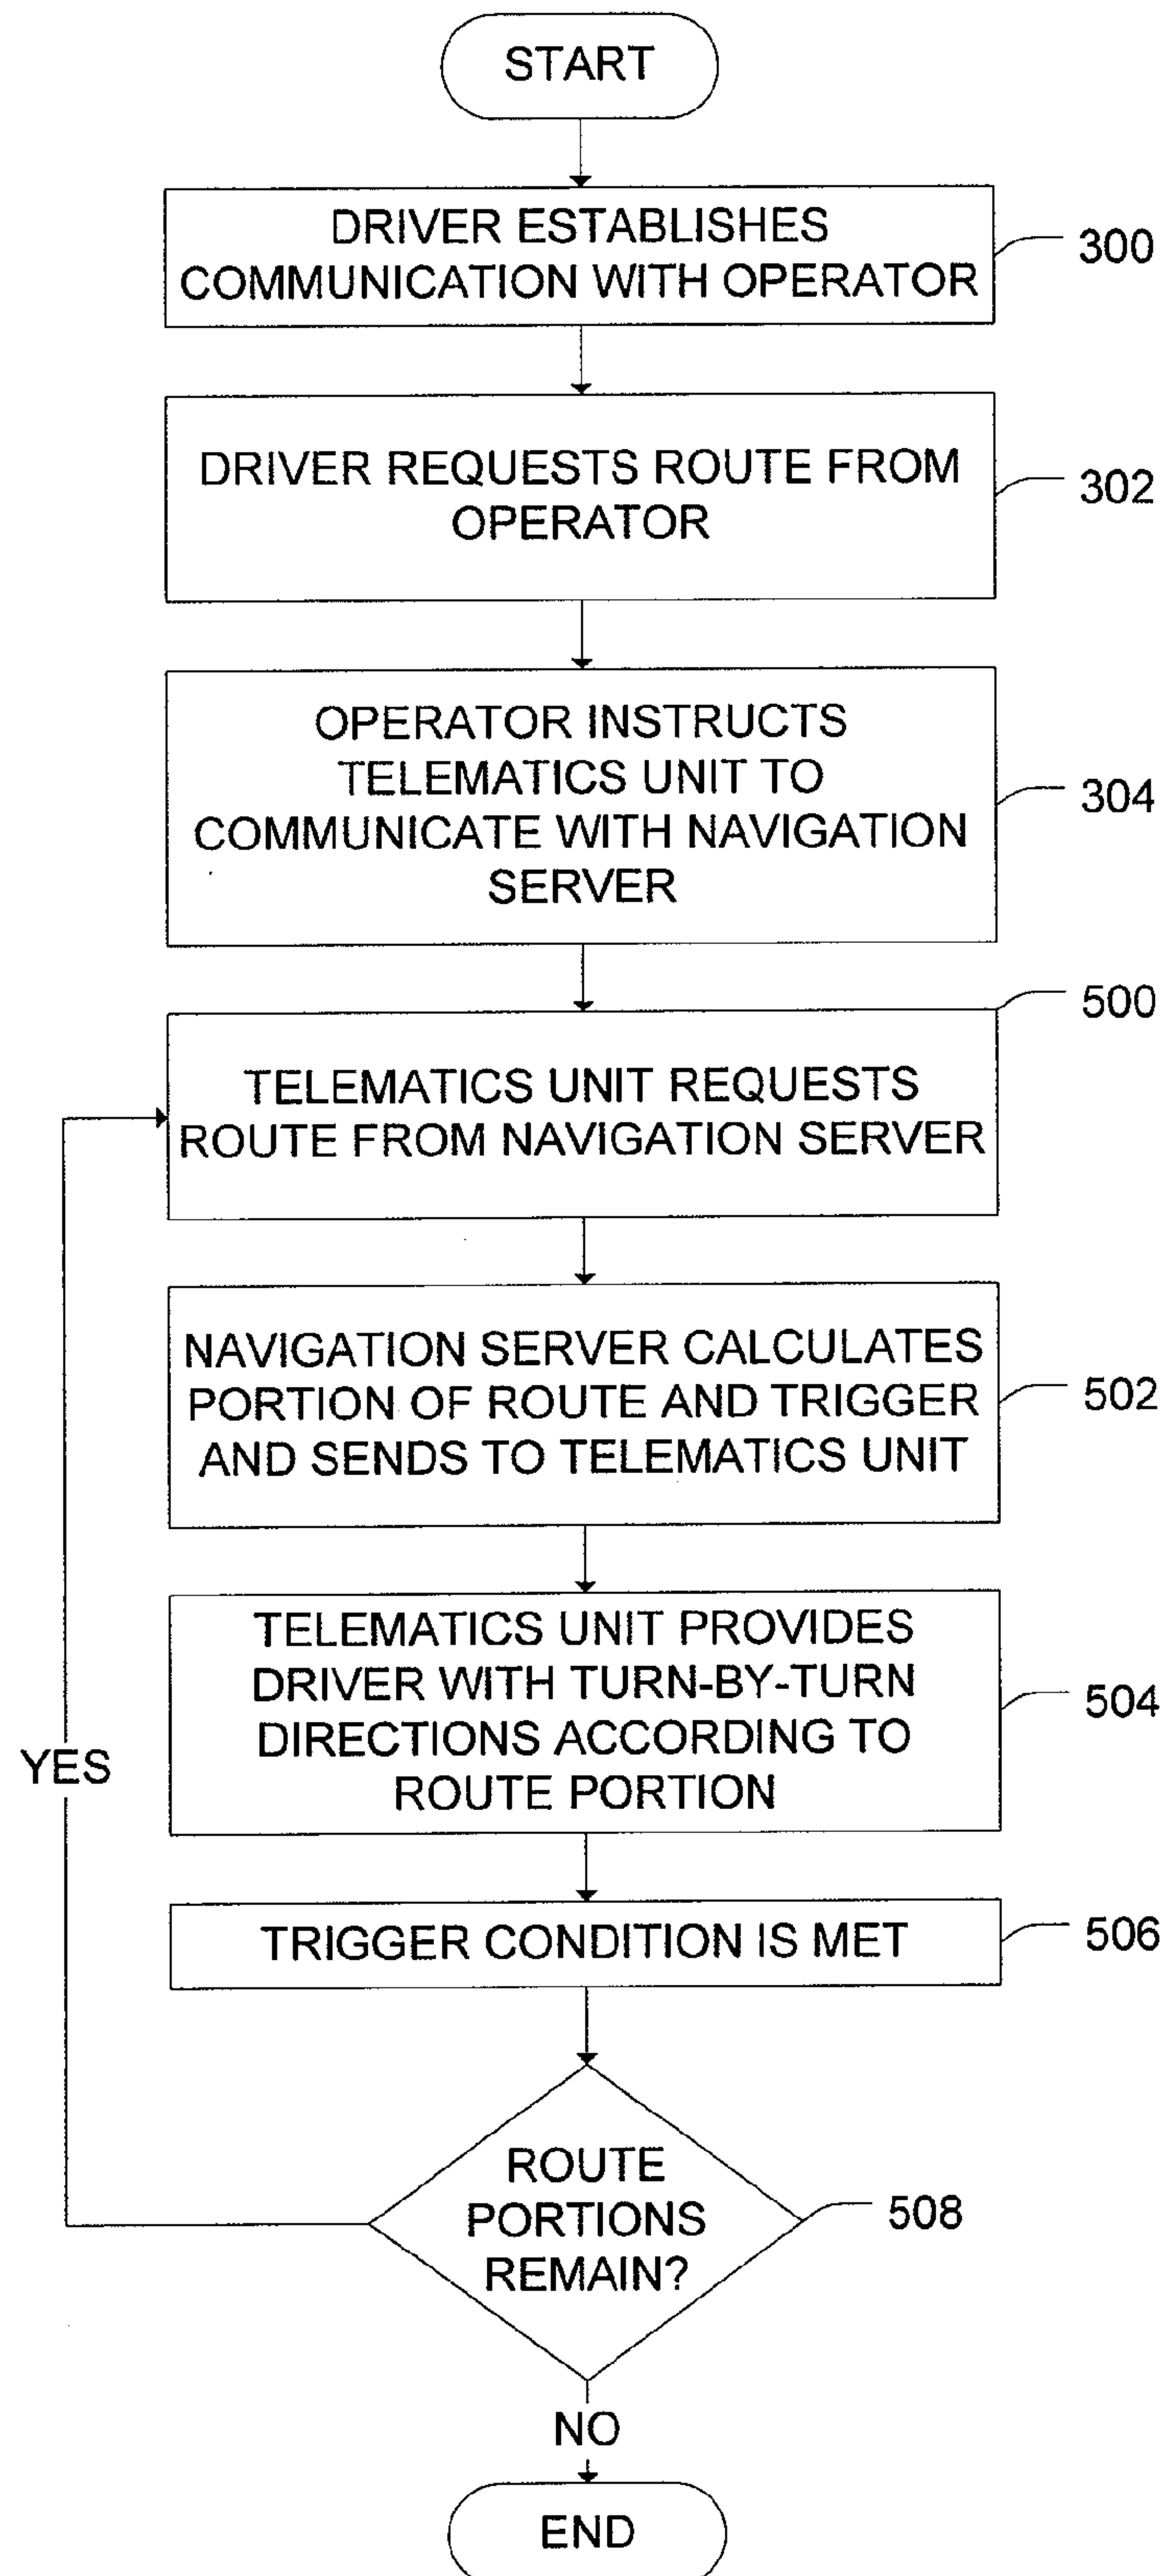 START
DRIVER ESTABLISHES
COMMUNICATION WITH OPERATOR
300
DRIVER REQUESTS ROUTE FROM
OPERATOR
302
OPERATOR INSTRUCTS
TELEMATICS UNIT TO
COMMUNICATE WITH NAVIGATION
SERVER
304
500
TELEMATICS UNIT REQUESTS
ROUTE FROM NAVIGATION SERVER
NAVIGATION SERVER CALCULATES
PORTION OF ROUTE AND TRIGGER
AND SENDS TO TELEMATICS UNIT
502
TELEMATICS UNIT PROVIDES
DRIVER WITH TURN-BY-TURN
DIRECTIONS ACCORDING TO
ROUTE PORTION
504
YES
TRIGGER CONDITION IS MET
506
ROUTE
PORTIONS
REMAIN?
508
NO
END